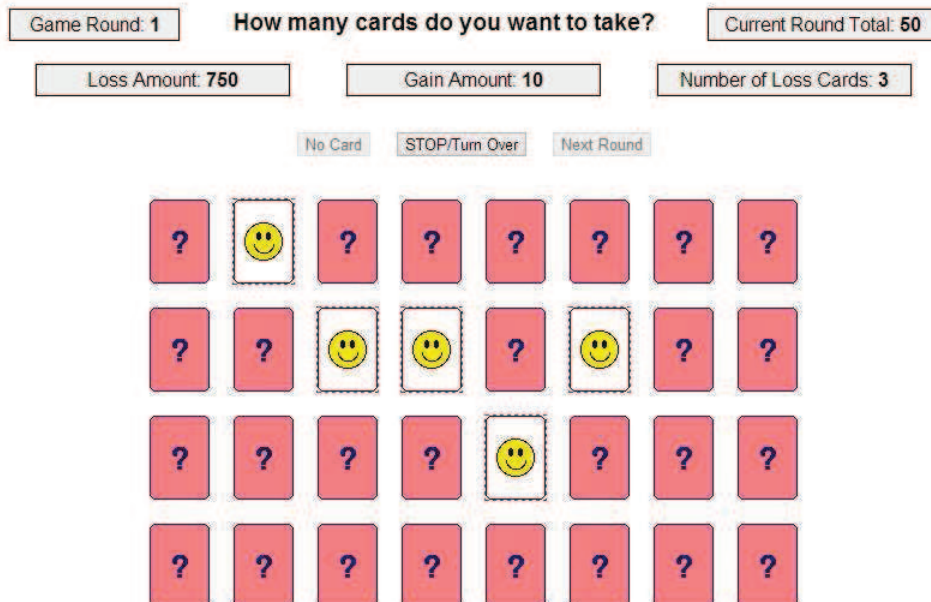 Game Round: 1
How many cards do you want to take?
Current Round Total: 50
Loss Amount: 750
Gain Amount: 10
Number of Loss Cards: 3
No Card
STOP/Turn Over
Next Round
? ? ? ? ? ? ?
? ? ? ? ?
? ? ? ? ? ? ?
? ? ? ? ? ? ? ?